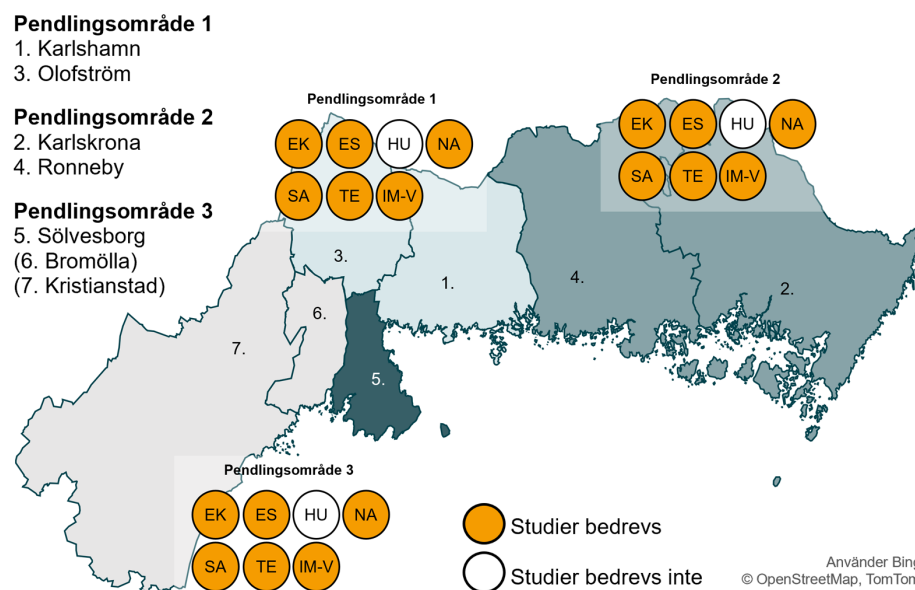 Pendlingsområde 1
1. Karlshamn
3. Olofström
Pendlingsområde 2
2. Karlskrona
4. Ronneby
Pendlingsområde 3
5. Sölvesborg
(6. Bromölla)
(7. Kristianstad)
Pendlingsområde 1
EK ES HU NA
SA TE IM-V
Pendlingsområde 2
EK ES HU NA
SA TE IM-V
3.
1.
4.
2.
6.
7.
5.
Pendlingsområde 3
EK ES HU NA
SA TE IM-V
Studier bedrevs
Studier bedrevs inte
Använder Bing
© OpenStreetMap, TomTom